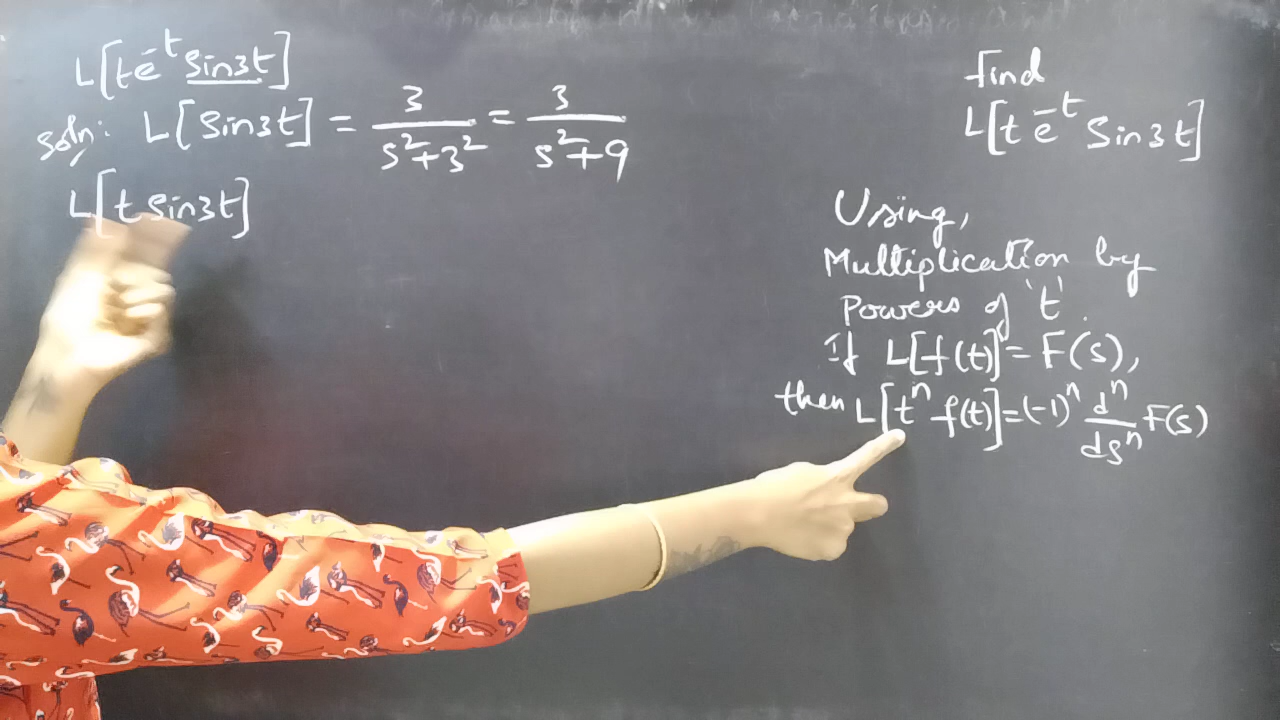 L[te^{-t} sin3t]
soln: L[sin3t] = 3/(s²+3²) = 3/(s²+9)
L[t sin3t]
find
L[t e^{-t} sin3t]
Using,
Multiplication by
powers of 't'.
If L[f(t)] = F(s),
then L[tⁿ f(t)] = (-1)ⁿ dⁿ/dsⁿ F(s)